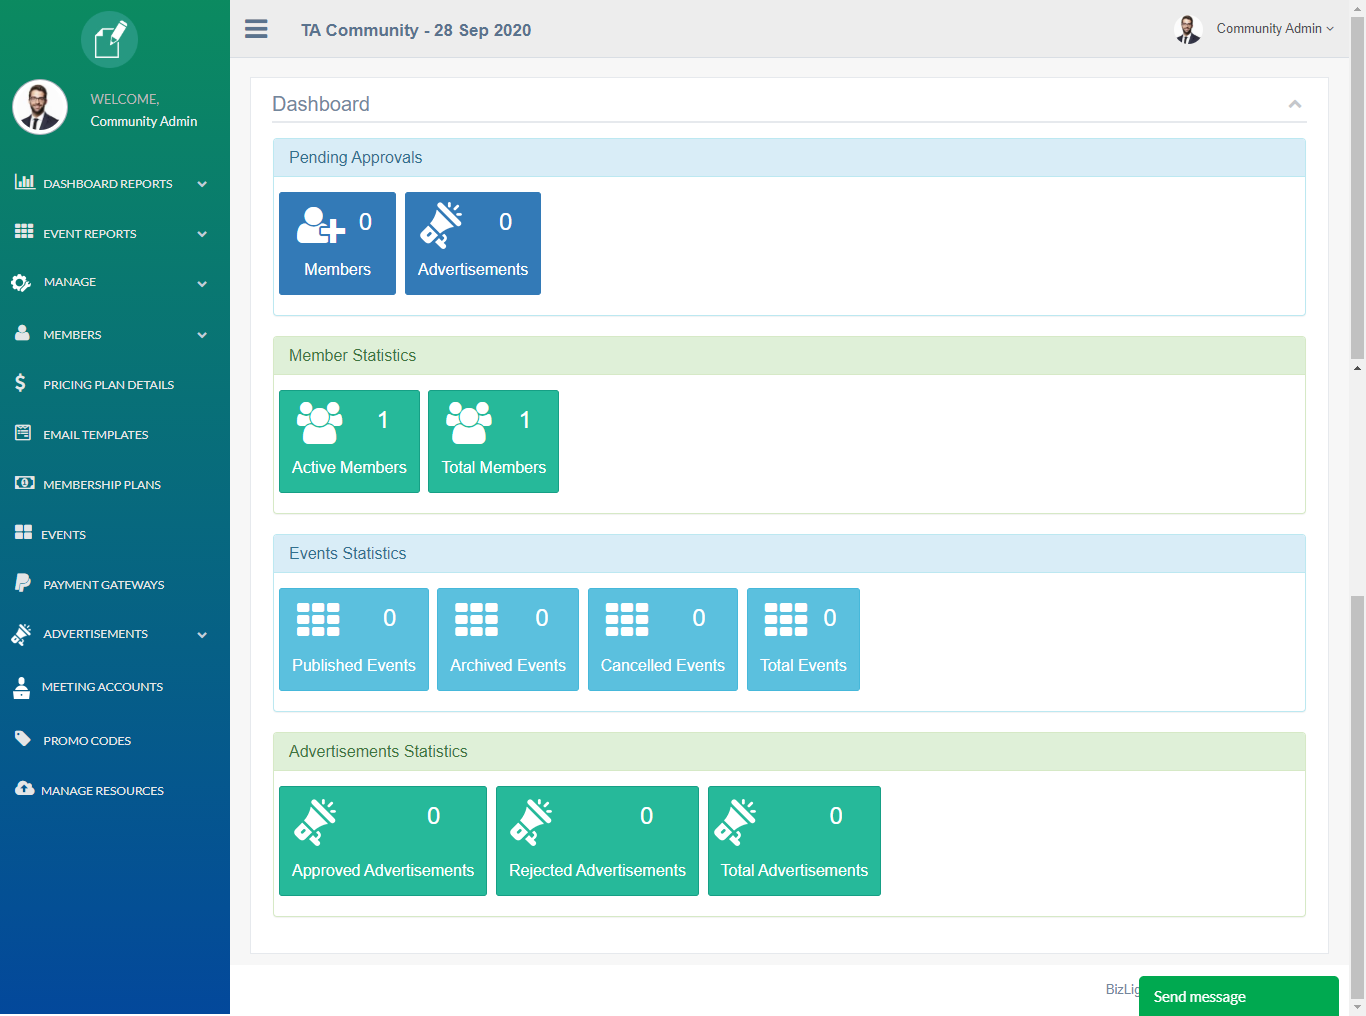 TA Community - 28 Sep 2020
Community Admin
WELCOME,
Community Admin
DASHBOARD REPORTS
EVENT REPORTS
MANAGE
MEMBERS
PRICING PLAN DETAILS
EMAIL TEMPLATES
MEMBERSHIP PLANS
EVENTS
PAYMENT GATEWAYS
ADVERTISEMENTS
MEETING ACCOUNTS
PROMO CODES
MANAGE RESOURCES
Dashboard
Pending Approvals
0
Members
0
Advertisements
Member Statistics
1
Active Members
1
Total Members
Events Statistics
0
Published Events
0
Archived Events
0
Cancelled Events
0
Total Events
Advertisements Statistics
0
Approved Advertisements
0
Rejected Advertisements
0
Total Advertisements
Send message